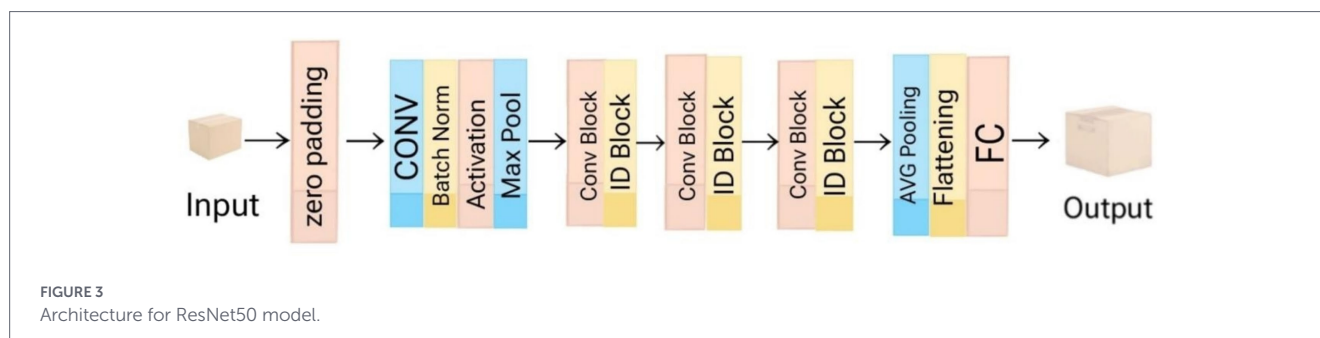 Input
zero padding
CONV
Batch Norm
Activation
Max Pool
Conv Block
ID Block
Conv Block
ID Block
Conv Block
ID Block
AVG Pooling
Flattening
FC
Output
FIGURE 3
Architecture for ResNet50 model.